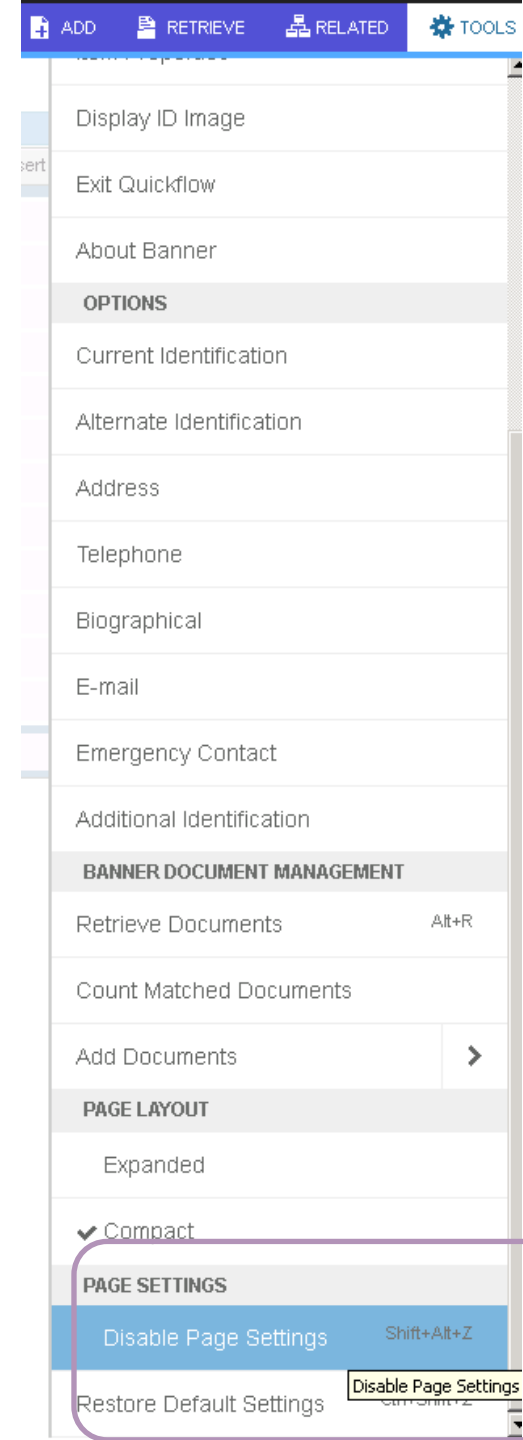 ADD RETRIEVE RELATED TOOLS
Display ID Image
sert
Exit Quickflow
About Banner
OPTIONS
Current Identification
Alternate Identification
Address
Telephone
Biographical
E-mail
Emergency Contact
Additional Identification
BANNER DOCUMENT MANAGEMENT
Retrieve Documents Alt+R
Count Matched Documents
Add Documents
PAGE LAYOUT
Expanded
Compact
PAGE SETTINGS
Disable Page Settings Shift+Alt+Z
Disable Page Settings
Restore Default Settings